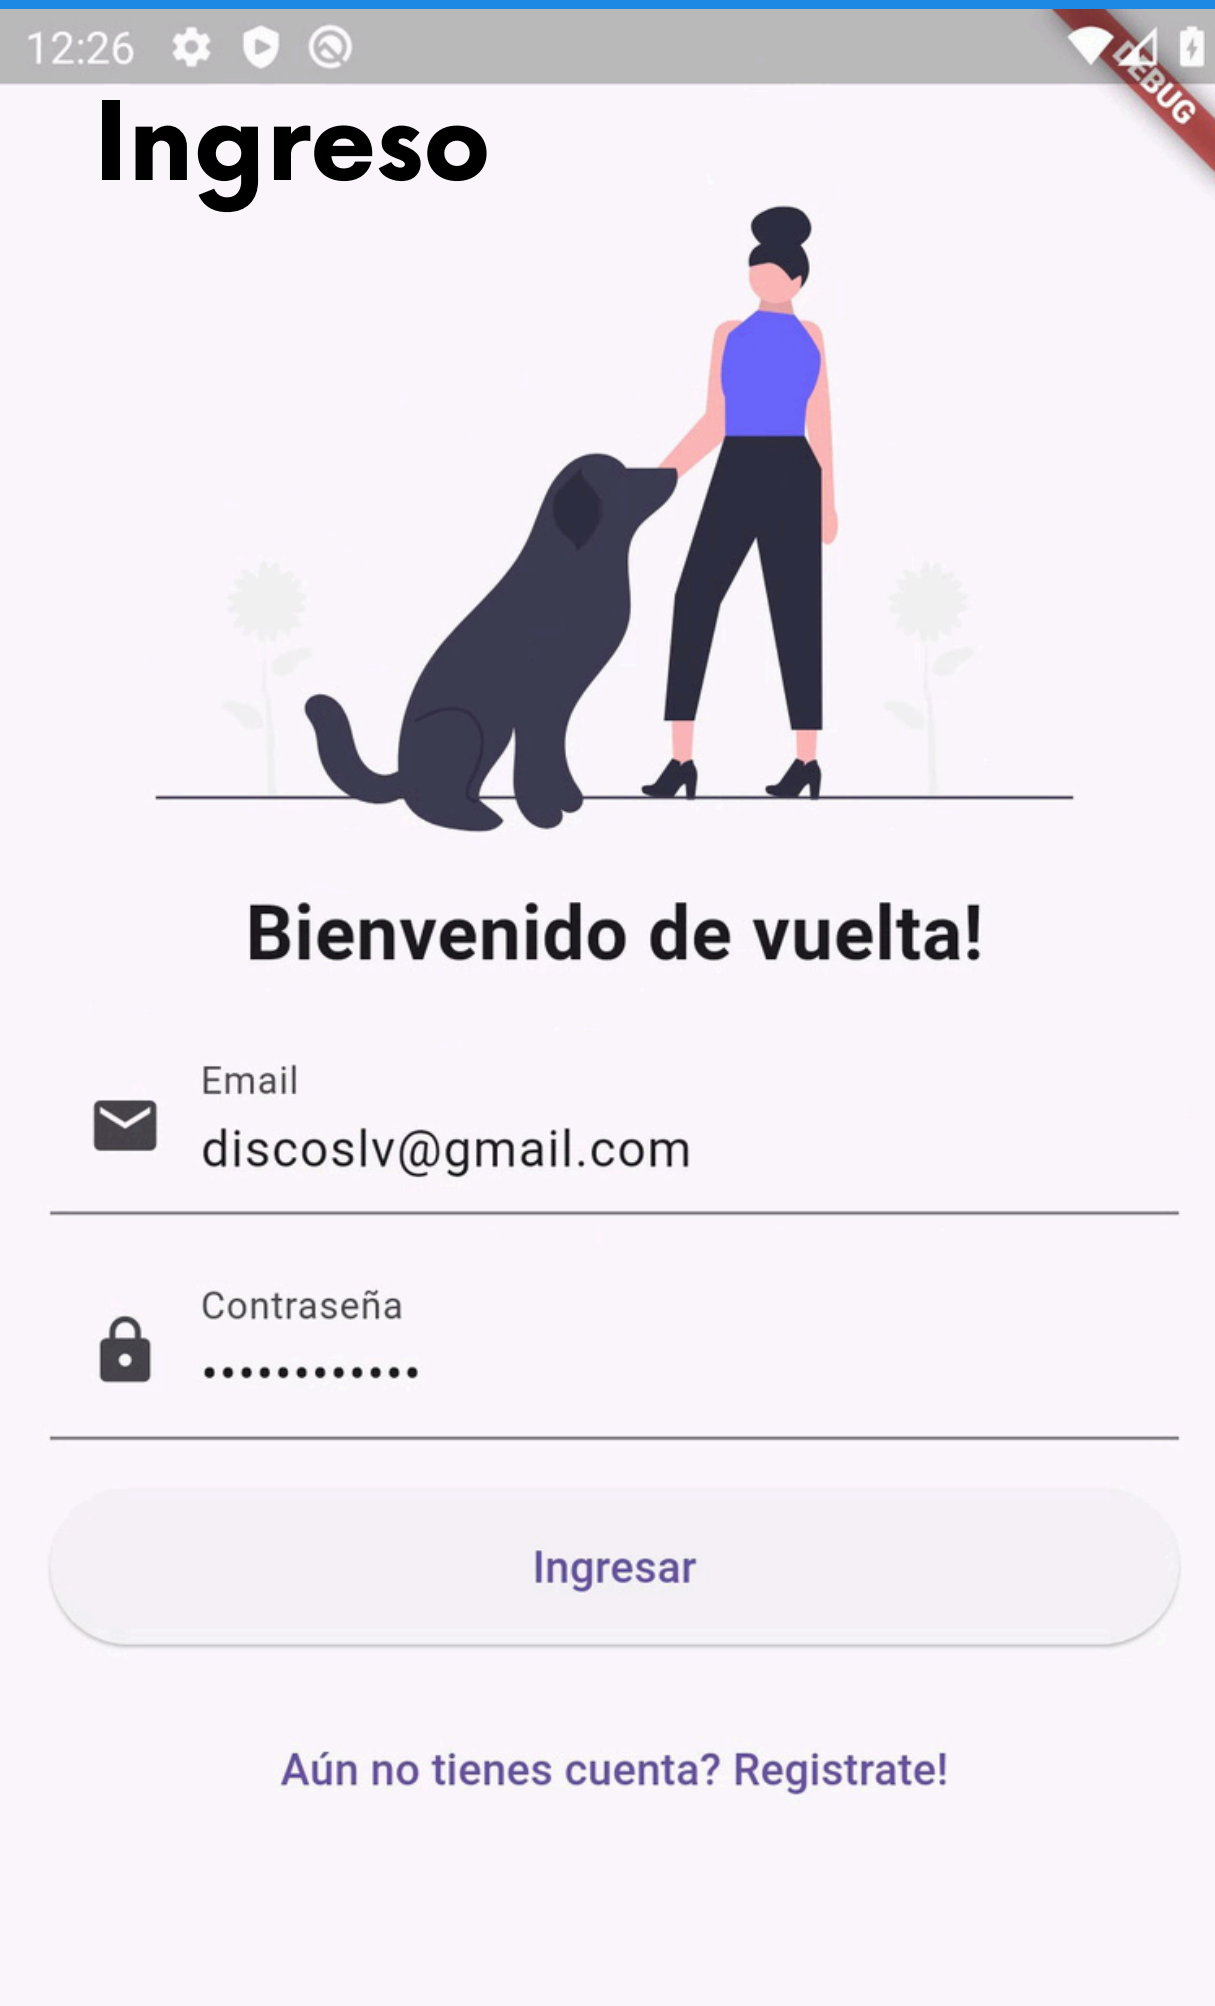 12:26
DEBUG
Ingreso
Bienvenido de vuelta!
Email
discoslv@gmail.com
Contraseña
••••••••••••
Ingresar
Aún no tienes cuenta? Registrate!